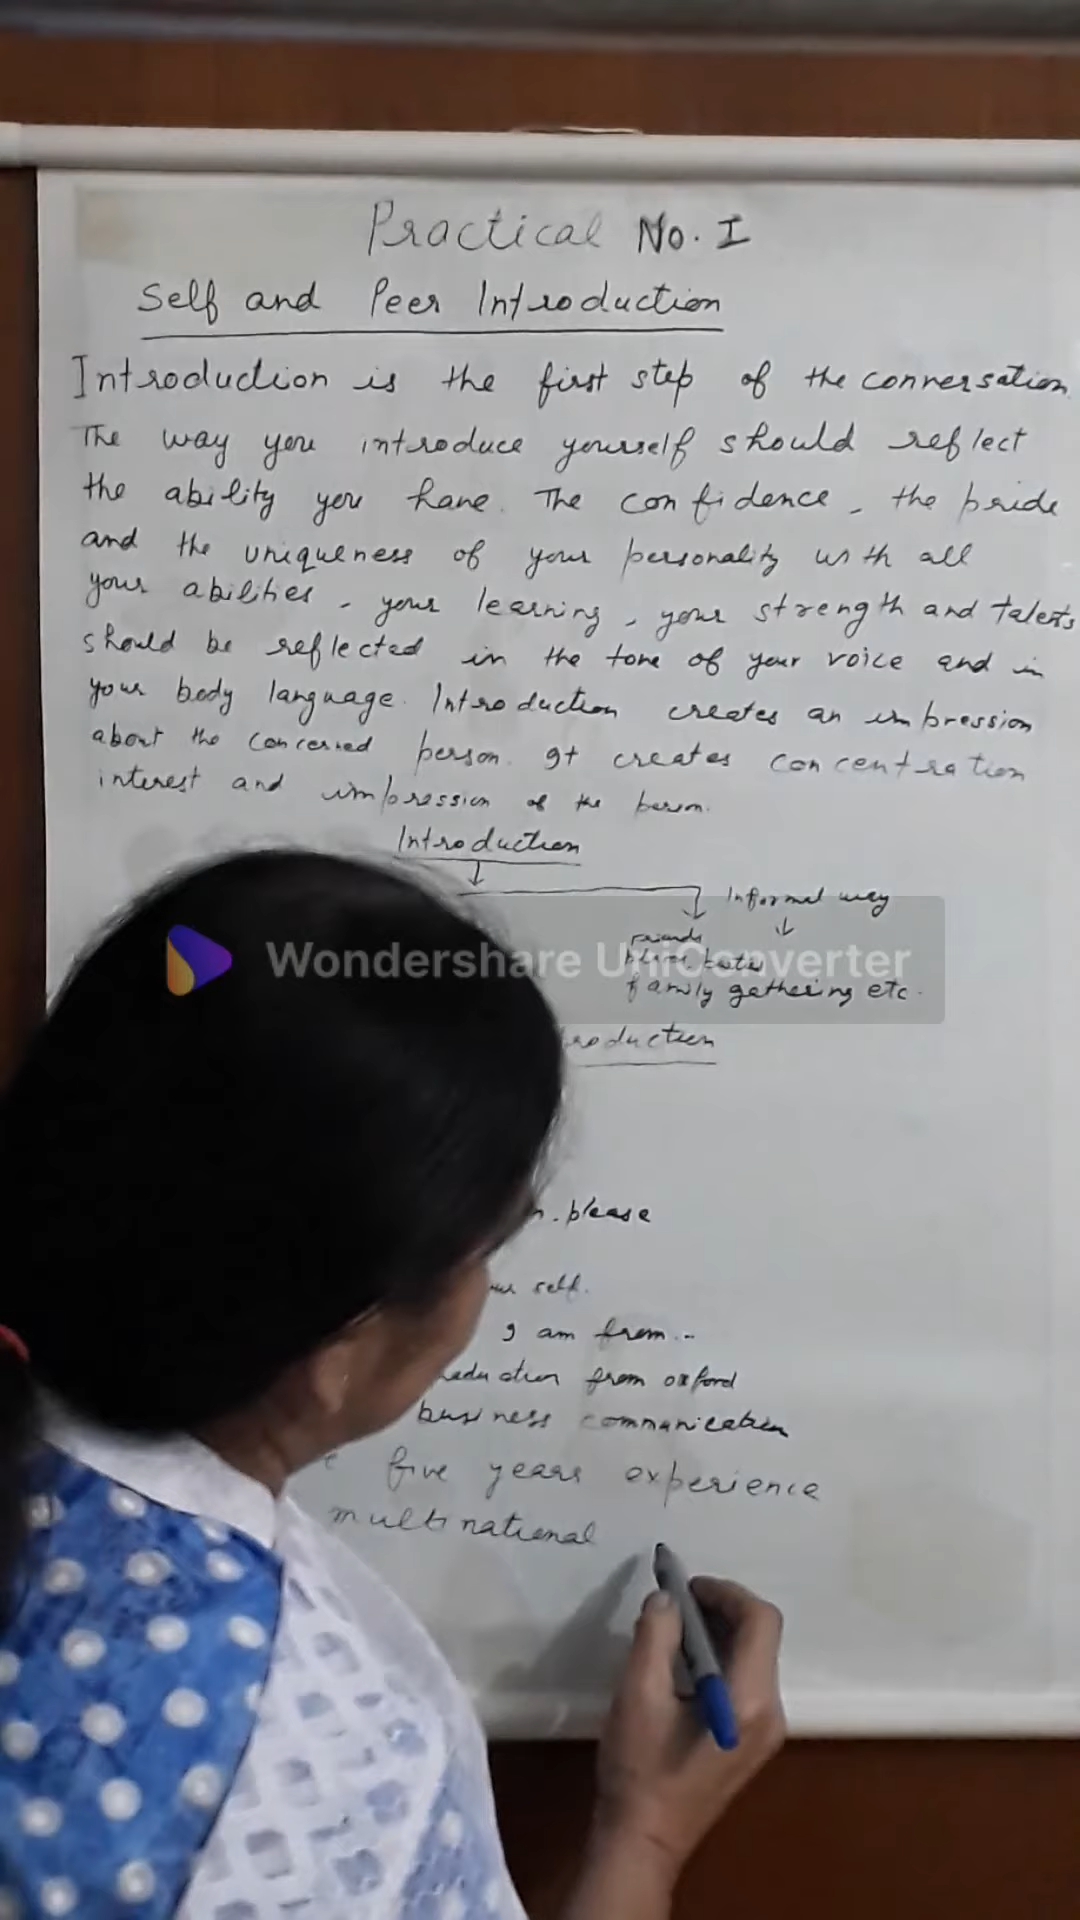 Practical No. I
Self and Peer Introduction
Introduction is the first step of the conversation
The way you introduce yourself should reflect
the ability you have. The confidence, the pride
and the uniqueness of your personality with all
your abilities, your learning, your strength and talents
should be reflected in the tone of your voice and in
your body language. Introduction creates an impression
about the concerned person. It creates concentration
interest and impression of the person.
Introduction
Informal way
friends
family gathering etc.
Wondershare UniConverter
roduction
please
self.
I am from..
from oxford
business communication
five years experience
multinational